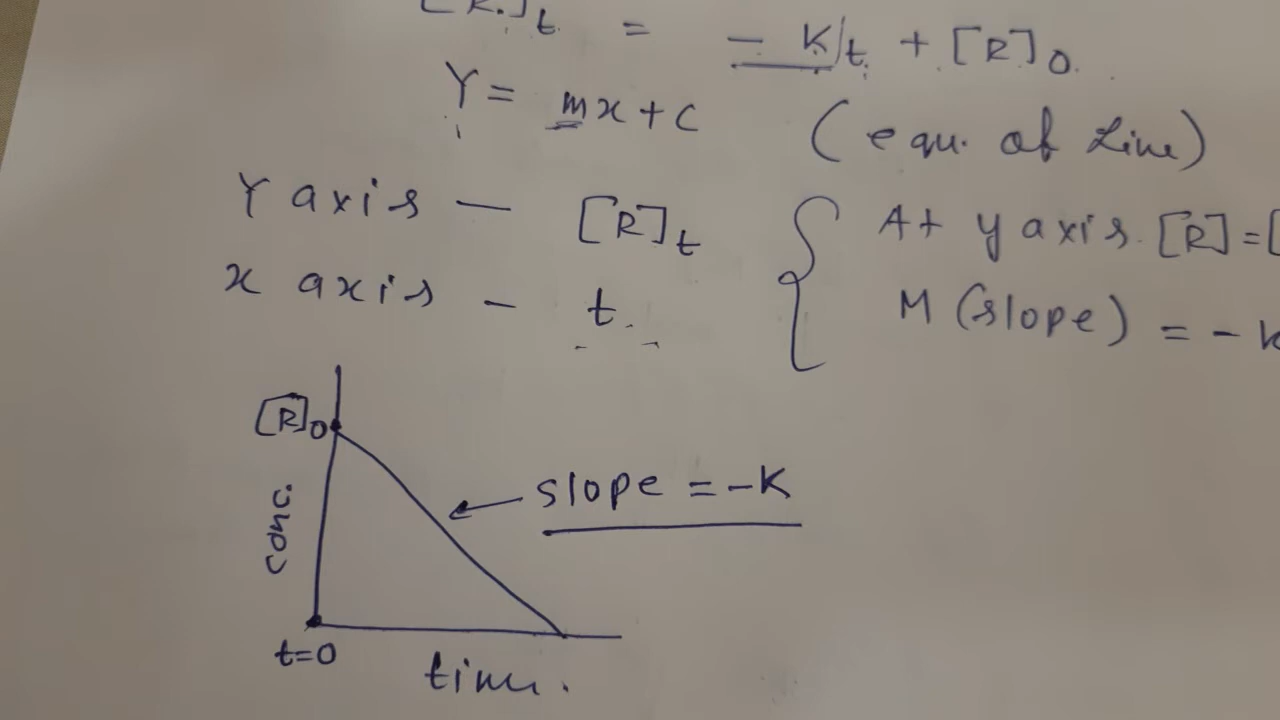 [R]t = - K/t + [R]0
Y = mx + c (equ. of Line)
Y axis - [R]t
x axis - t.
At y axis [R] = [
M (slope) = - k
[R]0
conc.
slope = - K
t=0
time.